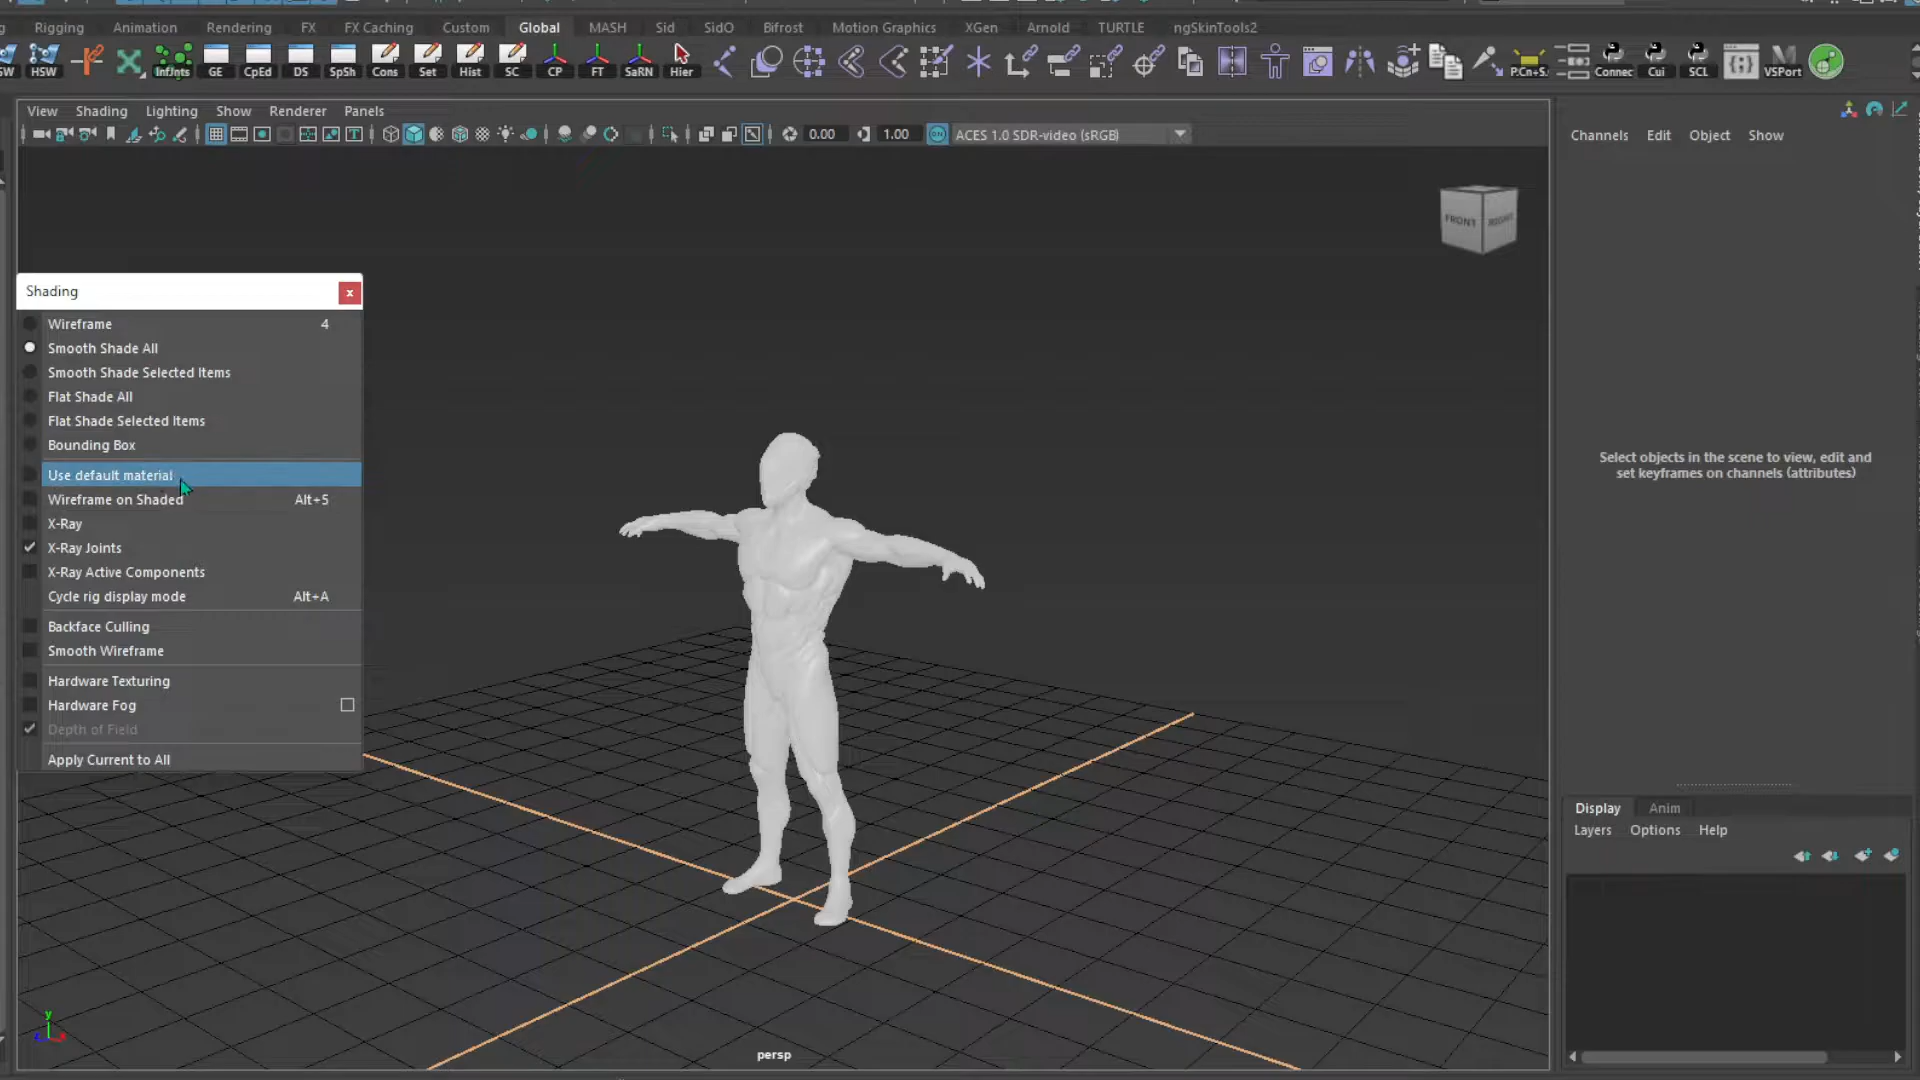 Rigging Animation Rendering FX FX Caching Custom Global MASH Sid SidO Bifrost Motion Graphics XGen Arnold TURTLE ngSkinTools2
HSW InfJnts GE CpEd DS SpSh Cons Set Hist SC CP FT SaRN Hier P.Cn+S. Connec Cui SCL VSPort
View Shading Lighting Show Renderer Panels
0.00 1.00 ON ACES 1.0 SDR-video (sRGB)
Channels Edit Object Show
FRONT RIGHT
Shading x
Wireframe 4
Smooth Shade All
Smooth Shade Selected Items
Flat Shade All
Flat Shade Selected Items
Bounding Box
Use default material
Wireframe on Shaded Alt+5
X-Ray
X-Ray Joints
X-Ray Active Components
Cycle rig display mode Alt+A
Backface Culling
Smooth Wireframe
Hardware Texturing
Hardware Fog
Depth of Field
Apply Current to All
Select objects in the scene to view, edit and
set keyframes on channels (attributes)
Display Anim
Layers Options Help
y
persp